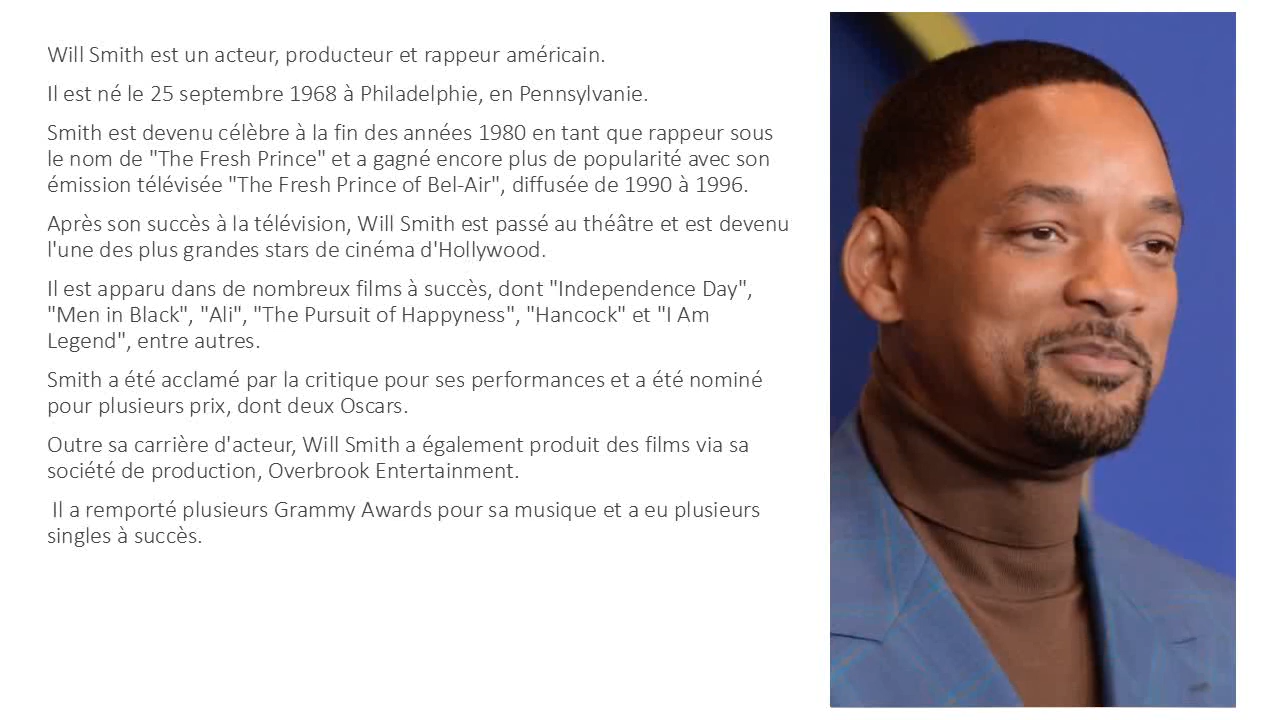 Will Smith est un acteur, producteur et rappeur américain.
Il est né le 25 septembre 1968 à Philadelphie, en Pennsylvanie.
Smith est devenu célèbre à la fin des années 1980 en tant que rappeur sous
le nom de "The Fresh Prince" et a gagné encore plus de popularité avec son
émission télévisée "The Fresh Prince of Bel-Air", diffusée de 1990 à 1996.
Après son succès à la télévision, Will Smith est passé au théâtre et est devenu
l'une des plus grandes stars de cinéma d'Hollywood.
Il est apparu dans de nombreux films à succès, dont "Independence Day",
"Men in Black", "Ali", "The Pursuit of Happyness", "Hancock" et "I Am
Legend", entre autres.
Smith a été acclamé par la critique pour ses performances et a été nominé
pour plusieurs prix, dont deux Oscars.
Outre sa carrière d'acteur, Will Smith a également produit des films via sa
société de production, Overbrook Entertainment.
Il a remporté plusieurs Grammy Awards pour sa musique et a eu plusieurs
singles à succès.